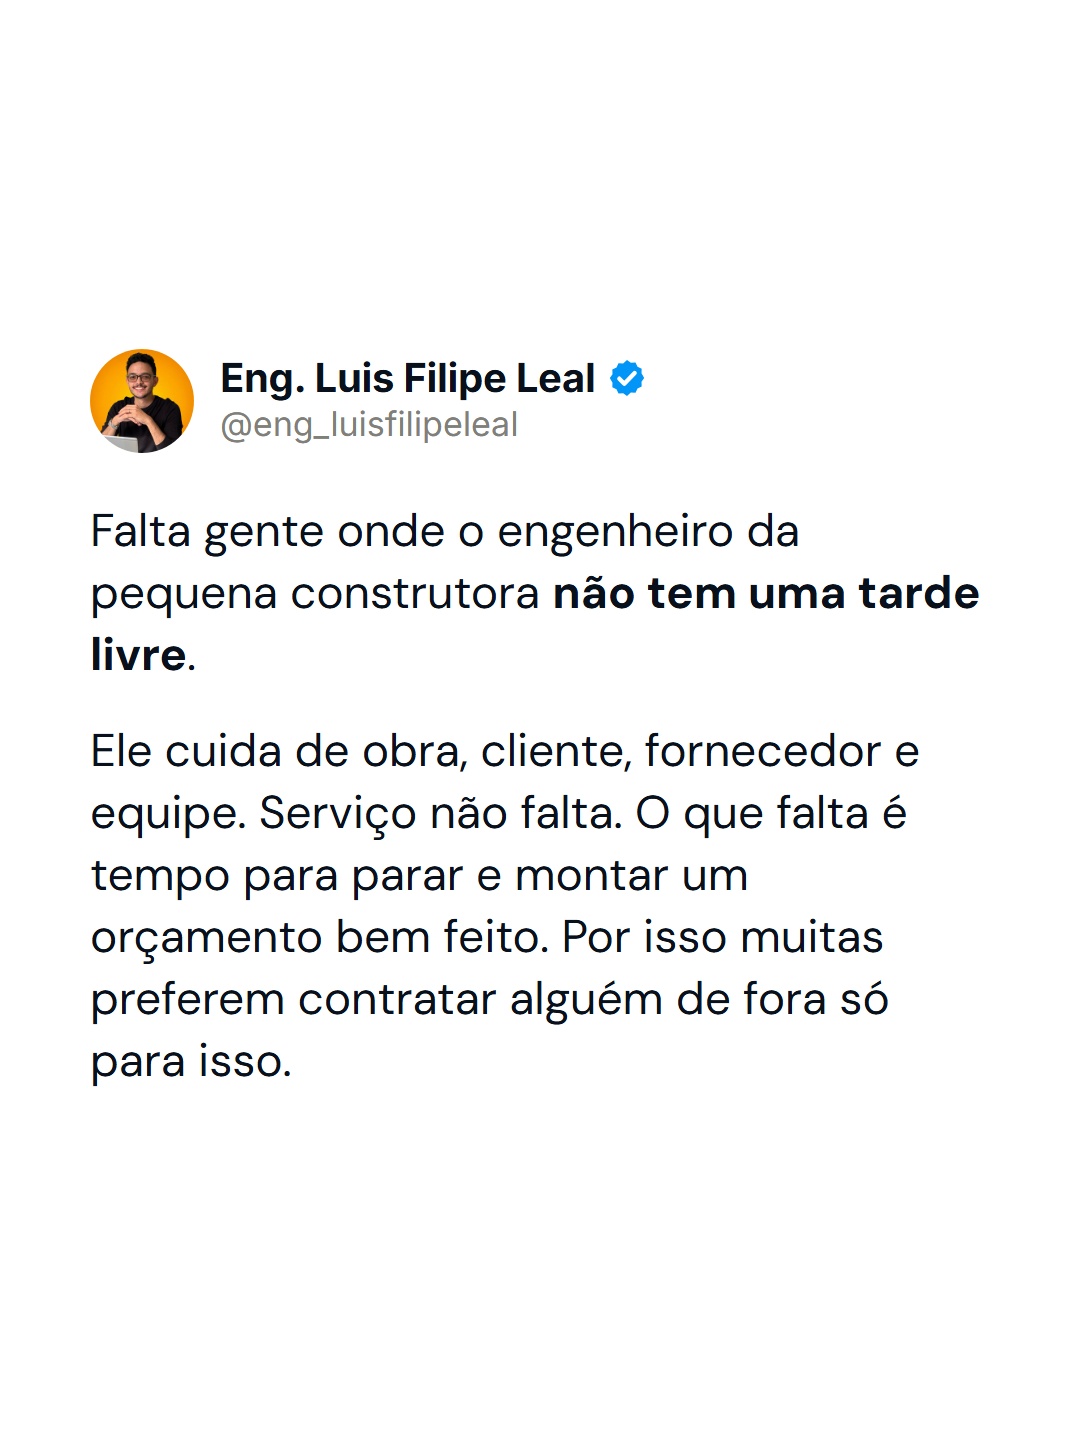 Eng. Luis Filipe Leal
@eng_luisfilipeleal
Falta gente onde o engenheiro da
pequena construtora não tem uma tarde
livre.
Ele cuida de obra, cliente, fornecedor e
equipe. Serviço não falta. O que falta é
tempo para parar e montar um
orçamento bem feito. Por isso muitas
preferem contratar alguém de fora só
para isso.